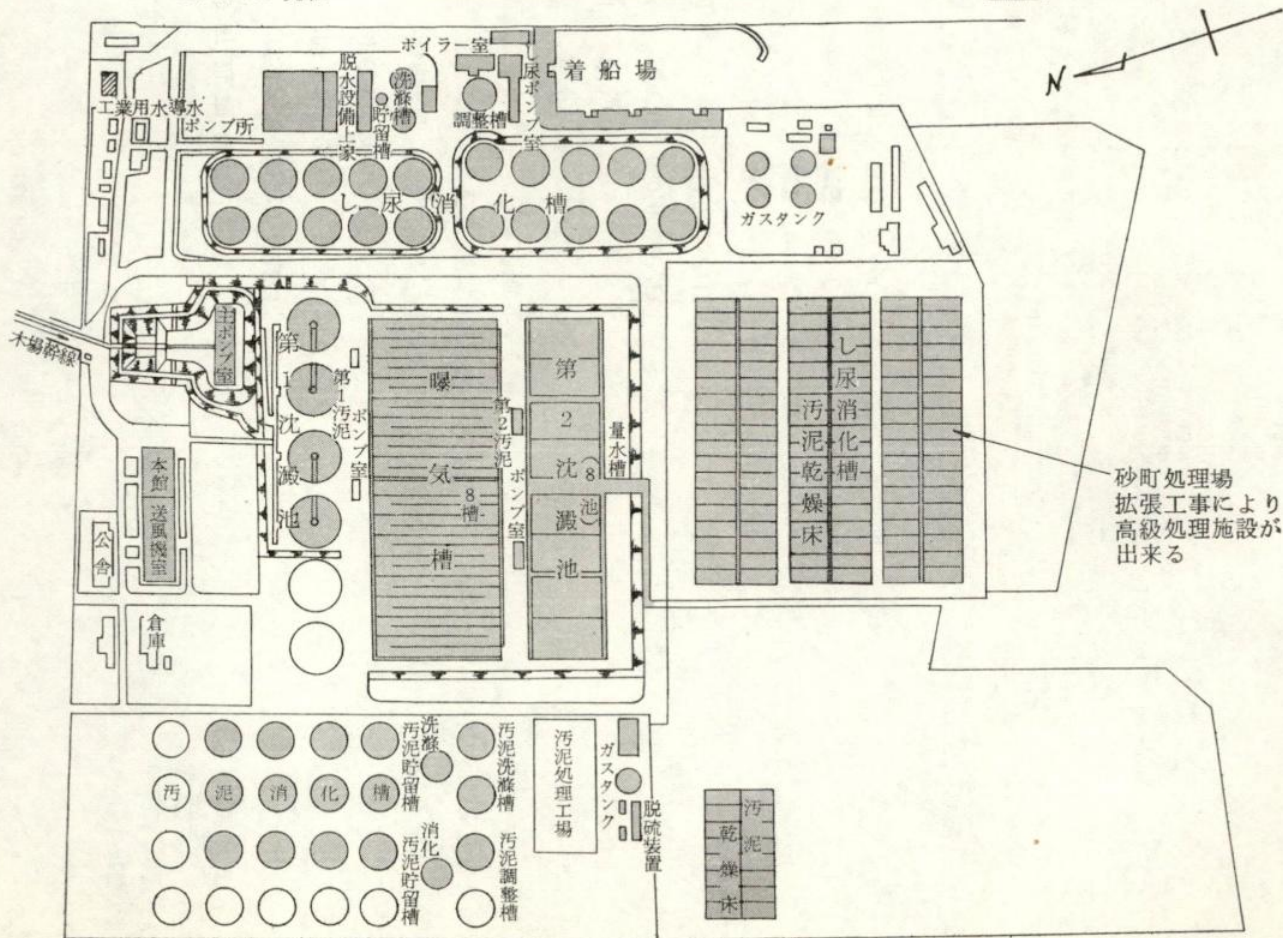 ボイラー室
し尿ポンプ室
着船場
N
脱水設備上家
洗滌槽
貯留槽
調整槽
工業用水導水
ポンプ所
し尿消化槽
ガスタンク
木場幹線
主ポンプ室
第1沈澱池
第1汚泥
ポンプ室
曝気槽
8槽
第2汚泥
ポンプ室
第2沈澱池
(8池)
量水槽
し尿消化槽
汚泥乾燥床
砂町処理場
拡張工事により
高級処理施設が
出来る
本館
送風機室
公舎
倉庫
汚泥消化槽
洗滌
汚泥貯留槽
消化
汚泥貯留槽
汚泥洗滌槽
汚泥調整槽
汚泥処理工場
ガスタンク
脱硫装置
汚泥
乾燥床